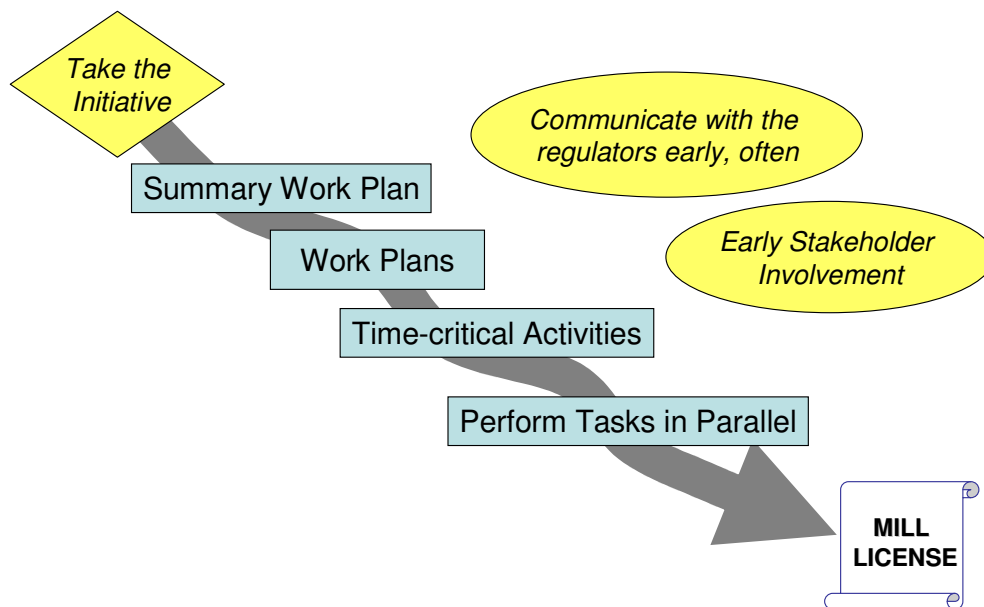 Take the
Initiative
Communicate with the
regulators early, often
Summary Work Plan
Early Stakeholder
Involvement
Work Plans
Time-critical Activities
Perform Tasks in Parallel
MILL
LICENSE